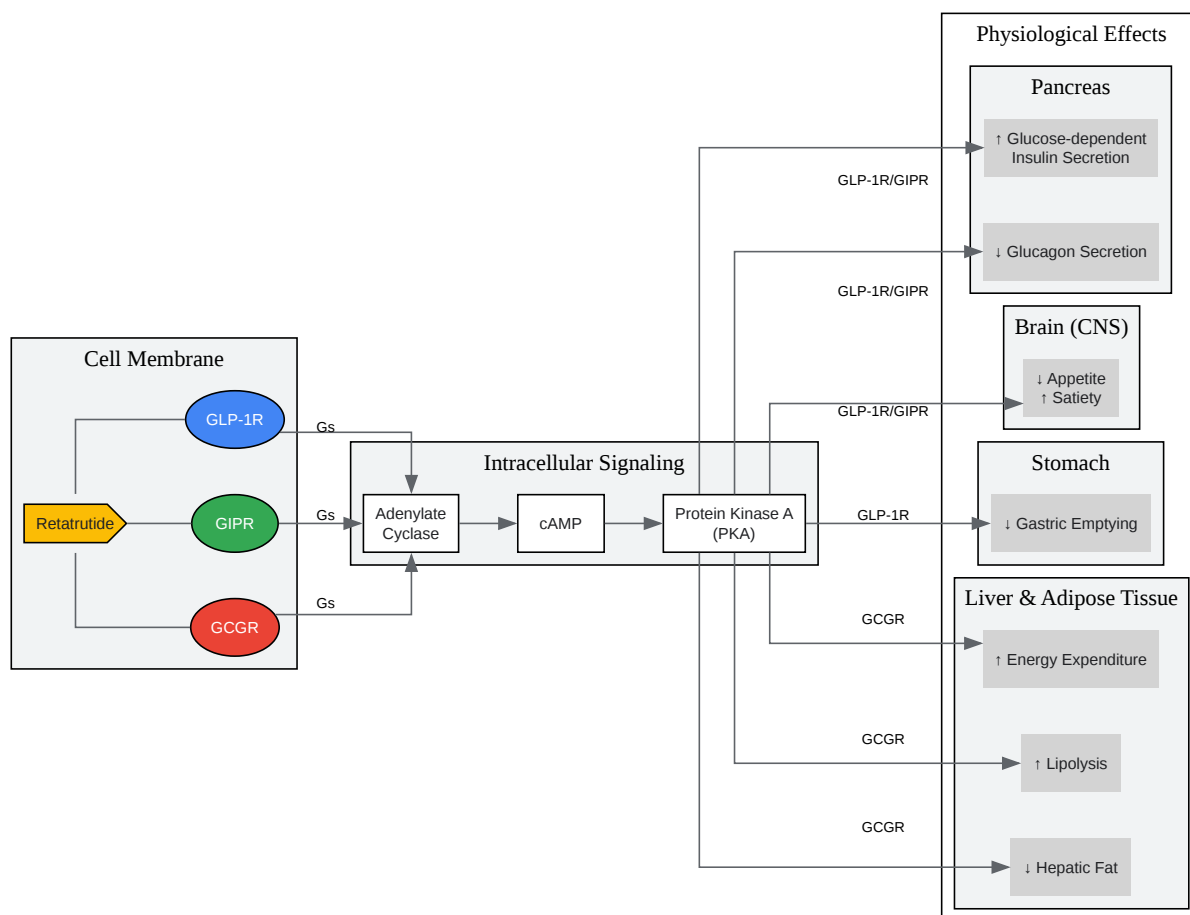 Physiological Effects
Pancreas
↑ Glucose-dependent
Insulin Secretion
GLP-1R/GIPR
↓ Glucagon Secretion
GLP-1R/GIPR
Brain (CNS)
↓ Appetite
↑ Satiety
GLP-1R/GIPR
Cell Membrane
GLP-1R
Gs
Retatrutide
GIPR
Gs
GCGR
Gs
Intracellular Signaling
Adenylate
Cyclase
cAMP
Protein Kinase A
(PKA)
Stomach
GLP-1R
↓ Gastric Emptying
Liver & Adipose Tissue
GCGR
↑ Energy Expenditure
GCGR
↑ Lipolysis
GCGR
↓ Hepatic Fat